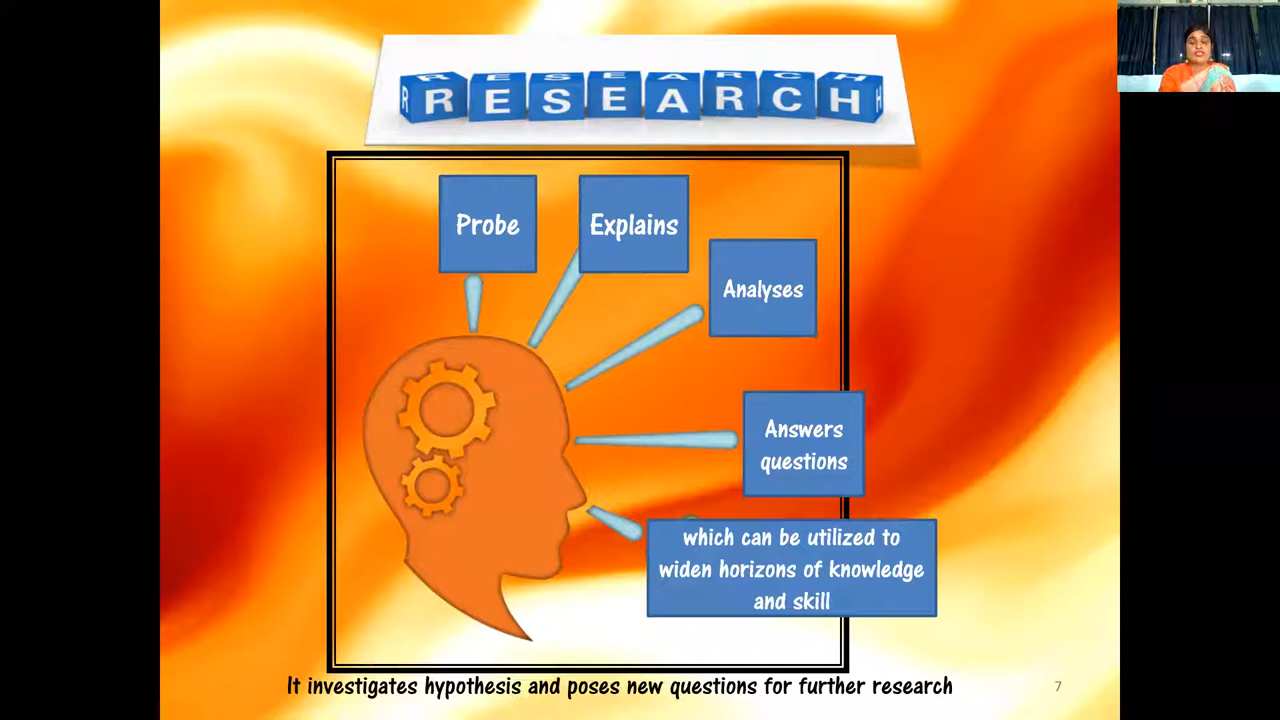 RESEARCH
Probe
Explains
Analyses
Answers
questions
which can be utilized to
widen horizons of knowledge
and skill
It investigates hypothesis and poses new questions for further research
7